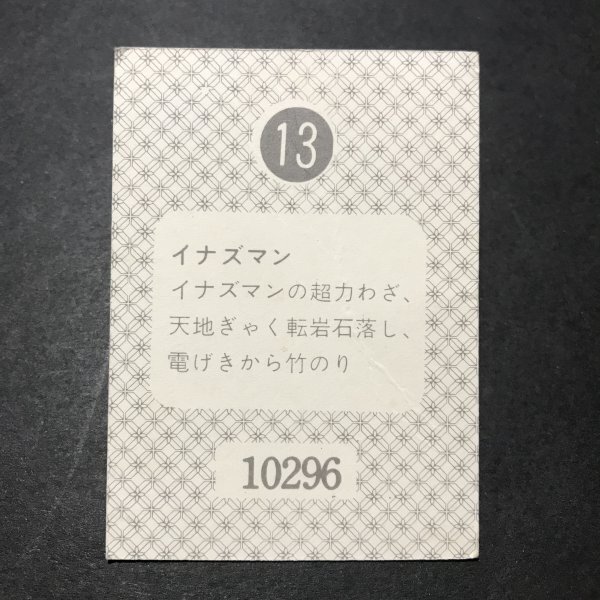 13
イナズマン
イナズマンの超力わざ、
天地ぎゃく転岩石落し、
電げきから竹のり
10296